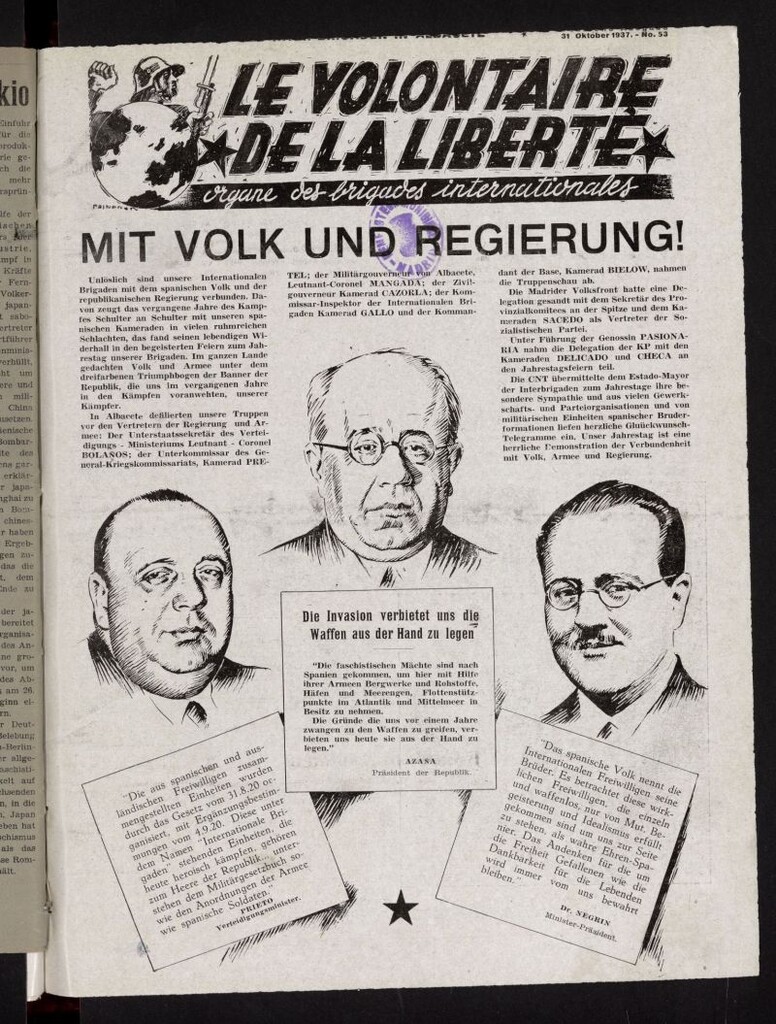 31 Oktober 1937. - No. 53
LE VOLONTAIRE
DE LA LIBERTÉ
organe des brigades internationales
MIT VOLK UND REGIERUNG!
Unlöslich sind unsere Internationalen
Brigaden mit dem spanischen Volk und der
republikanischen Regierung verbunden. Da-
von zeugt das vergangene Jahre des Kamp-
fes Schulter an Schulter mit unseren spa-
nischen Kameraden in vielen ruhmreichen
Schlachten, das fand seinen lebendigen Wi-
derhall in den begeisterten Feiern zum Jah-
restag unserer Brigaden. Im ganzen Lande
gedachten Volk und Armee unter dem
dreifarbenen Triumphbogen der Banner der
Republik, die uns im vergangenen Jahre
in den Kämpfen voranwehten, unserer
Kämpfer.
In Albacete defilierten unsere Truppen
vor den Vertretern der Regierung und Ar-
mee: Der Unterstaatssekretär des Vertei-
digungs - Ministeriums Leutnant - Coronel
BOLAÑOS; der Unterkommissar des Ge-
neral-Kriegskommissariats, Kamerad PRE-
TEL; der Militärgouverneur von Albacete,
Leutnant-Coronel MANGADA; der Zivil-
gouverneur Kamerad CAZORLA; der Kom-
missar-Inspektor der Internationalen Bri-
gaden Kamerad GALLO und der Komman-
dant der Base, Kamerad BIELOW, nahmen
die Truppenschau ab.
Die Madrider Volksfront hatte eine De-
legation gesandt mit dem Sekretär des Pro-
vinzialkomitees an der Spitze und dem Ka-
meraden SACEDO als Vertreter der So-
zialistischen Partei.
Unter Führung der Genossin PASIONA-
RIA nahm die Delegation der KP mit den
Kameraden DELICADO und CHECA an
den Jahrestagsfeiern teil.
Die CNT übermittelte dem Estado-Mayor
der Interbrigaden zum Jahrestage ihre be-
sondere Sympathie und aus vielen Gewerk-
schafts- und Parteiorganisationen und von
militärischen Einheiten spanischer Bruder-
formationen liefen herzliche Glückwunsch-
Telegramme ein. Unser Jahrestag ist eine
herrliche Demonstration der Verbundenheit
mit Volk, Armee und Regierung.
Die Invasion verbietet uns die
Waffen aus der Hand zu legen
"Die faschistischen Mächte sind nach
Spanien gekommen, um hier mit Hilfe
ihrer Armeen Bergwerke und Rohstoffe,
Häfen und Meerengen, Flottenstütz-
punkte im Atlantik und Mittelmeer in
Besitz zu nehmen.
Die Gründe die uns vor einem Jahre
zwangen zu den Waffen zu greifen, ver-
bieten uns heute sie aus der Hand zu
legen."
AZAÑA
Präsident der Republik.
"Die aus spanischen und aus-
ländischen Freiwilligen zusam-
mengestellten Einheiten wurden
durch das Gesetz vom 31.8.20 or-
ganisiert, mit Ergänzungsbestim-
mungen vom 4.9.20. Diese unter
dem Namen "Internationale Bri-
gaden" stehenden Einheiten, die
heute heroisch kämpfen, gehören
zum Heere der Republik... unter-
stehen dem Militärgesetzbuch so-
wie den Anordnungen der Armee
wie spanische Soldaten."
PRIETO
Verteidigungsminister.
"Das spanische Volk nennt die
Internationalen Freiwilligen seine
Brüder. Es betrachtet diese wirk-
lichen Freiwilligen, die einzeln
und waffenlos, nur von Mut, Be-
geisterung und Idealismus erfüllt
gekommen sind um uns zur Seite
zu stehen, als wahre Ehren-Spa-
nier. Das Andenken für die um
die Freiheit Gefallenen wie die
Dankbarkeit für die Lebenden
wird immer vom uns bewahrt
bleiben."
Dr. NEGRIN
Minister-Präsident.